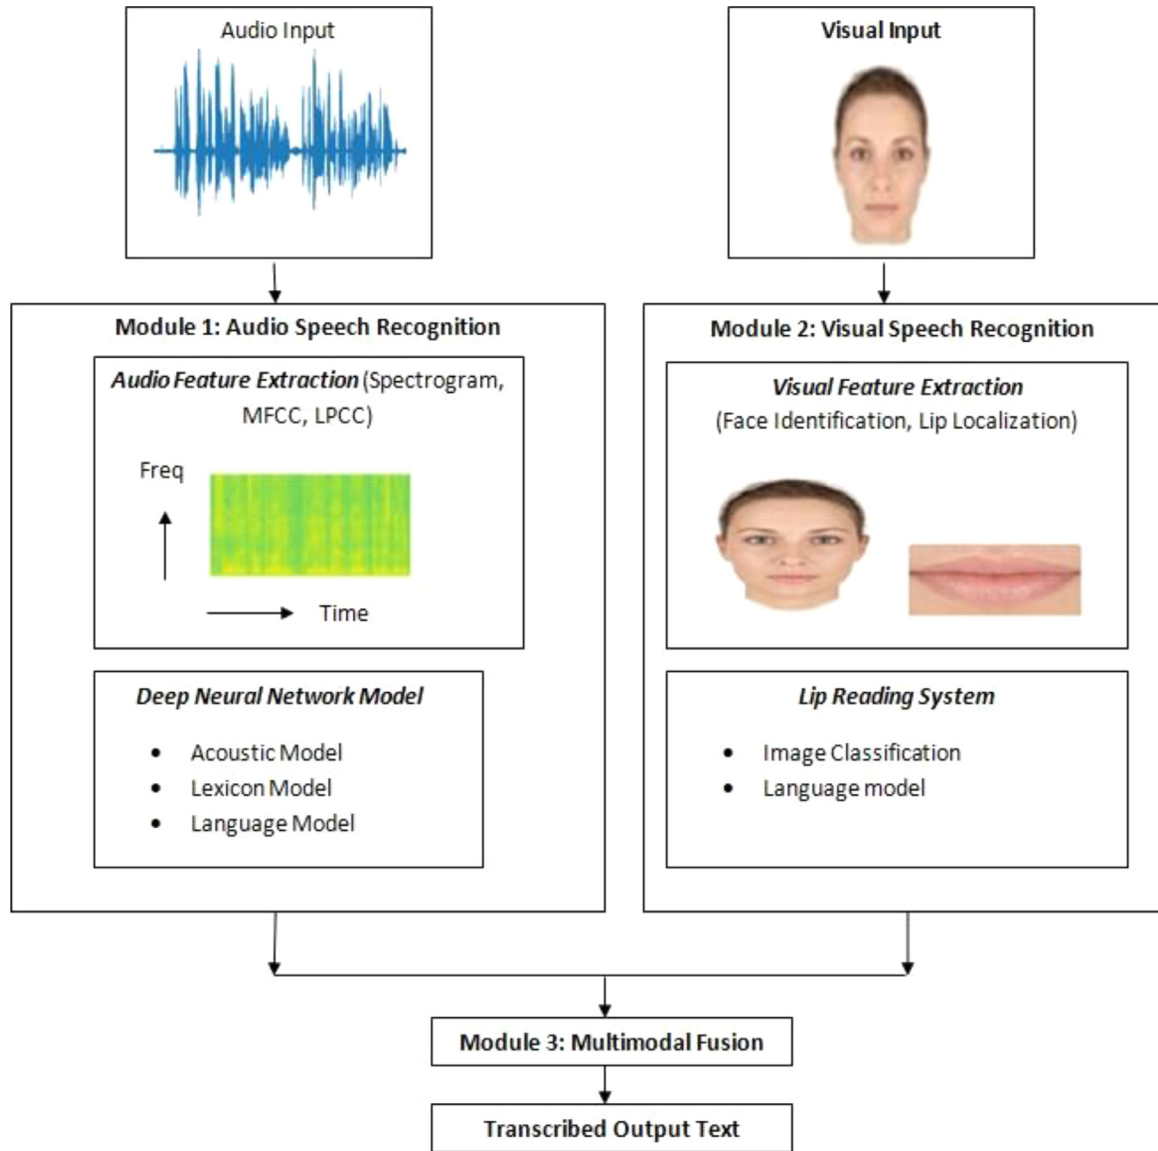 Audio Input
Visual Input
Module 1: Audio Speech Recognition
Audio Feature Extraction (Spectrogram,
MFCC, LPCC)
Freq
Time
Deep Neural Network Model
• Acoustic Model
• Lexicon Model
• Language Model
Module 2: Visual Speech Recognition
Visual Feature Extraction
(Face Identification, Lip Localization)
Lip Reading System
• Image Classification
• Language model
Module 3: Multimodal Fusion
Transcribed Output Text